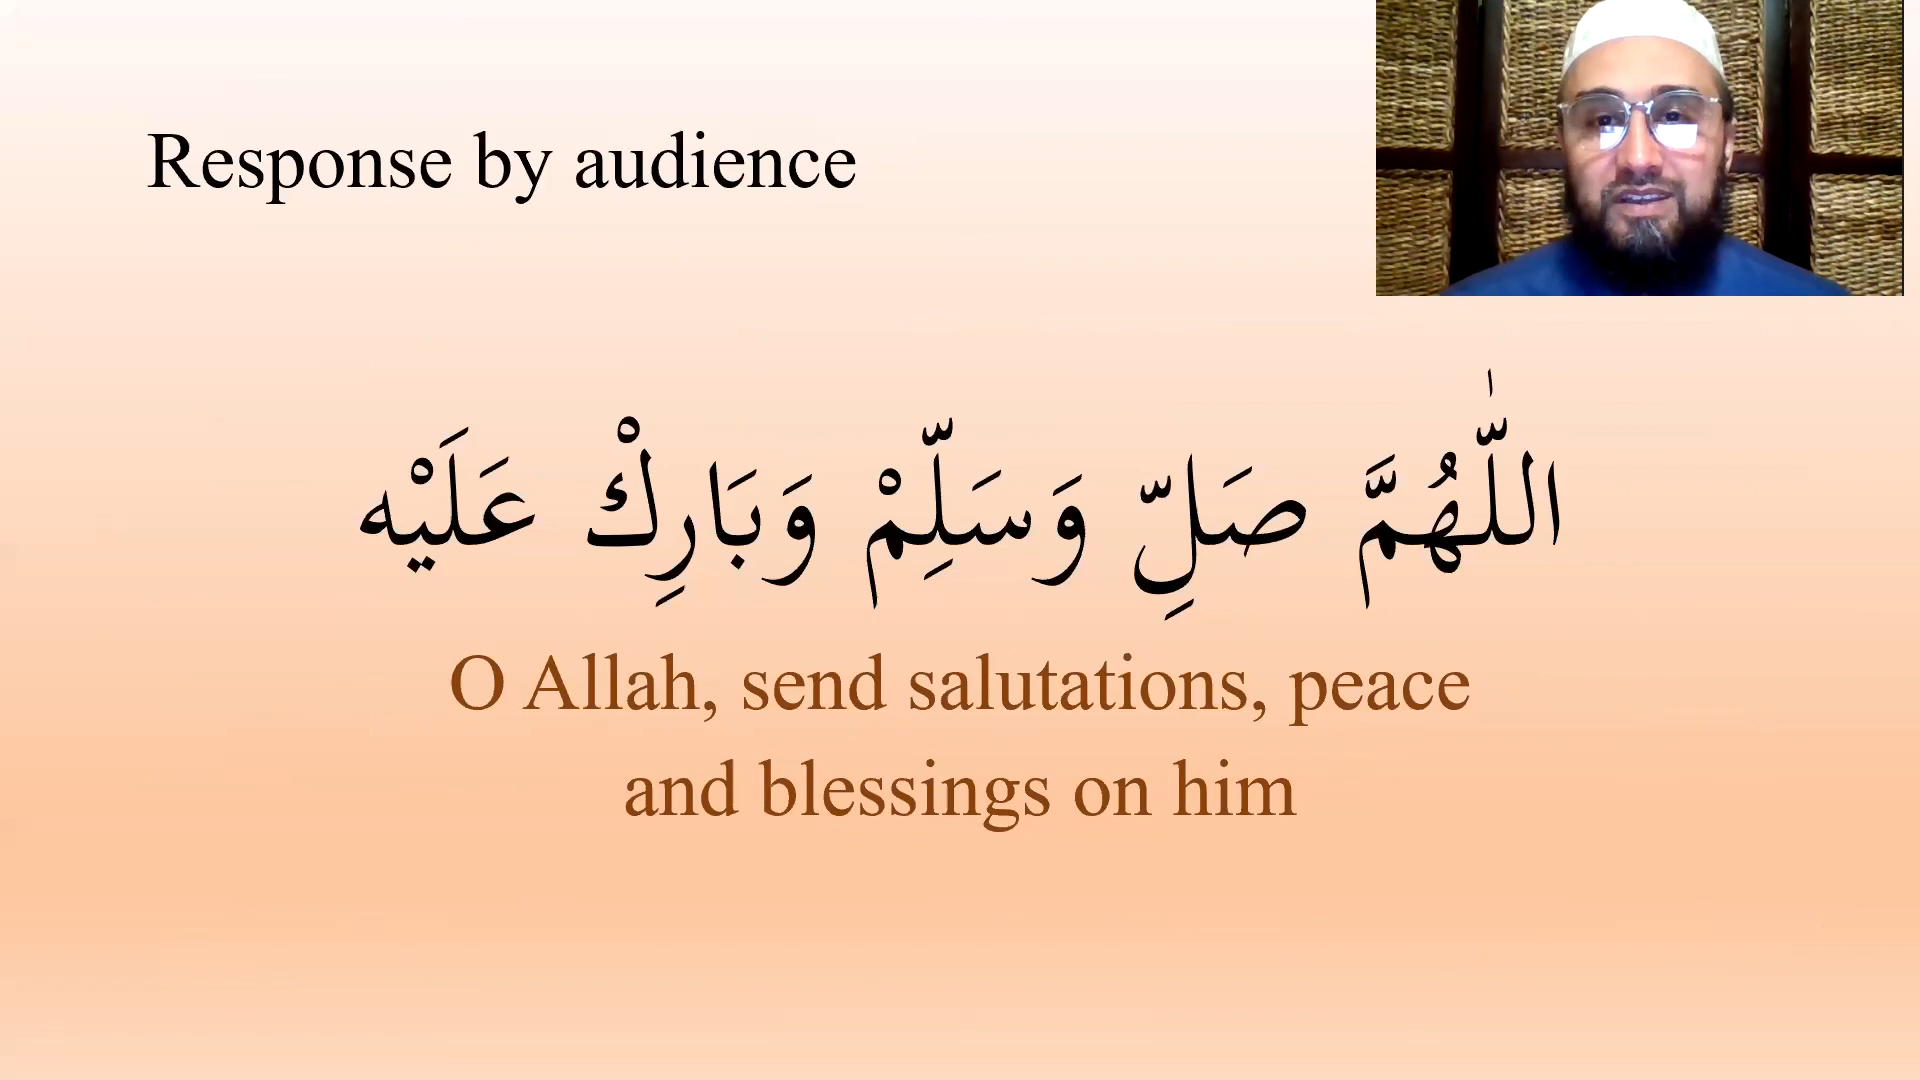 Response by audience
اللّٰهُمَّ صَلِّ وَسَلِّمْ وَبَارِكْ عَلَيْه
O Allah, send salutations, peace
and blessings on him